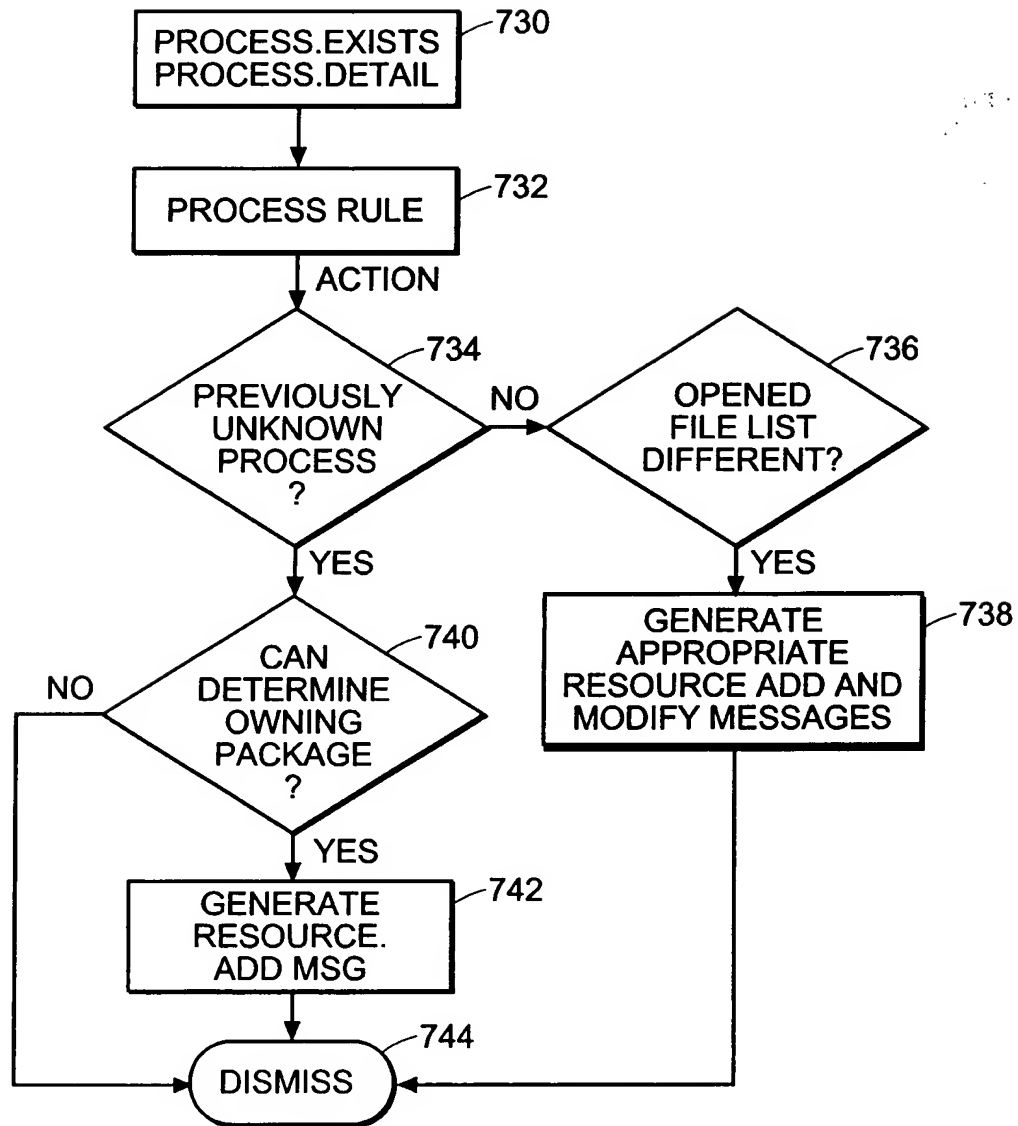 PROCESS.EXISTS
PROCESS.DETAIL
730
PROCESS RULE
732
ACTION
PREVIOUSLY
UNKNOWN
PROCESS
?
734
NO
OPENED
FILE LIST
DIFFERENT?
736
YES
YES
GENERATE
APPROPRIATE
RESOURCE ADD AND
MODIFY MESSAGES
738
CAN
DETERMINE
OWNING
PACKAGE
?
740
NO
YES
GENERATE
RESOURCE.
ADD MSG
742
DISMISS
744